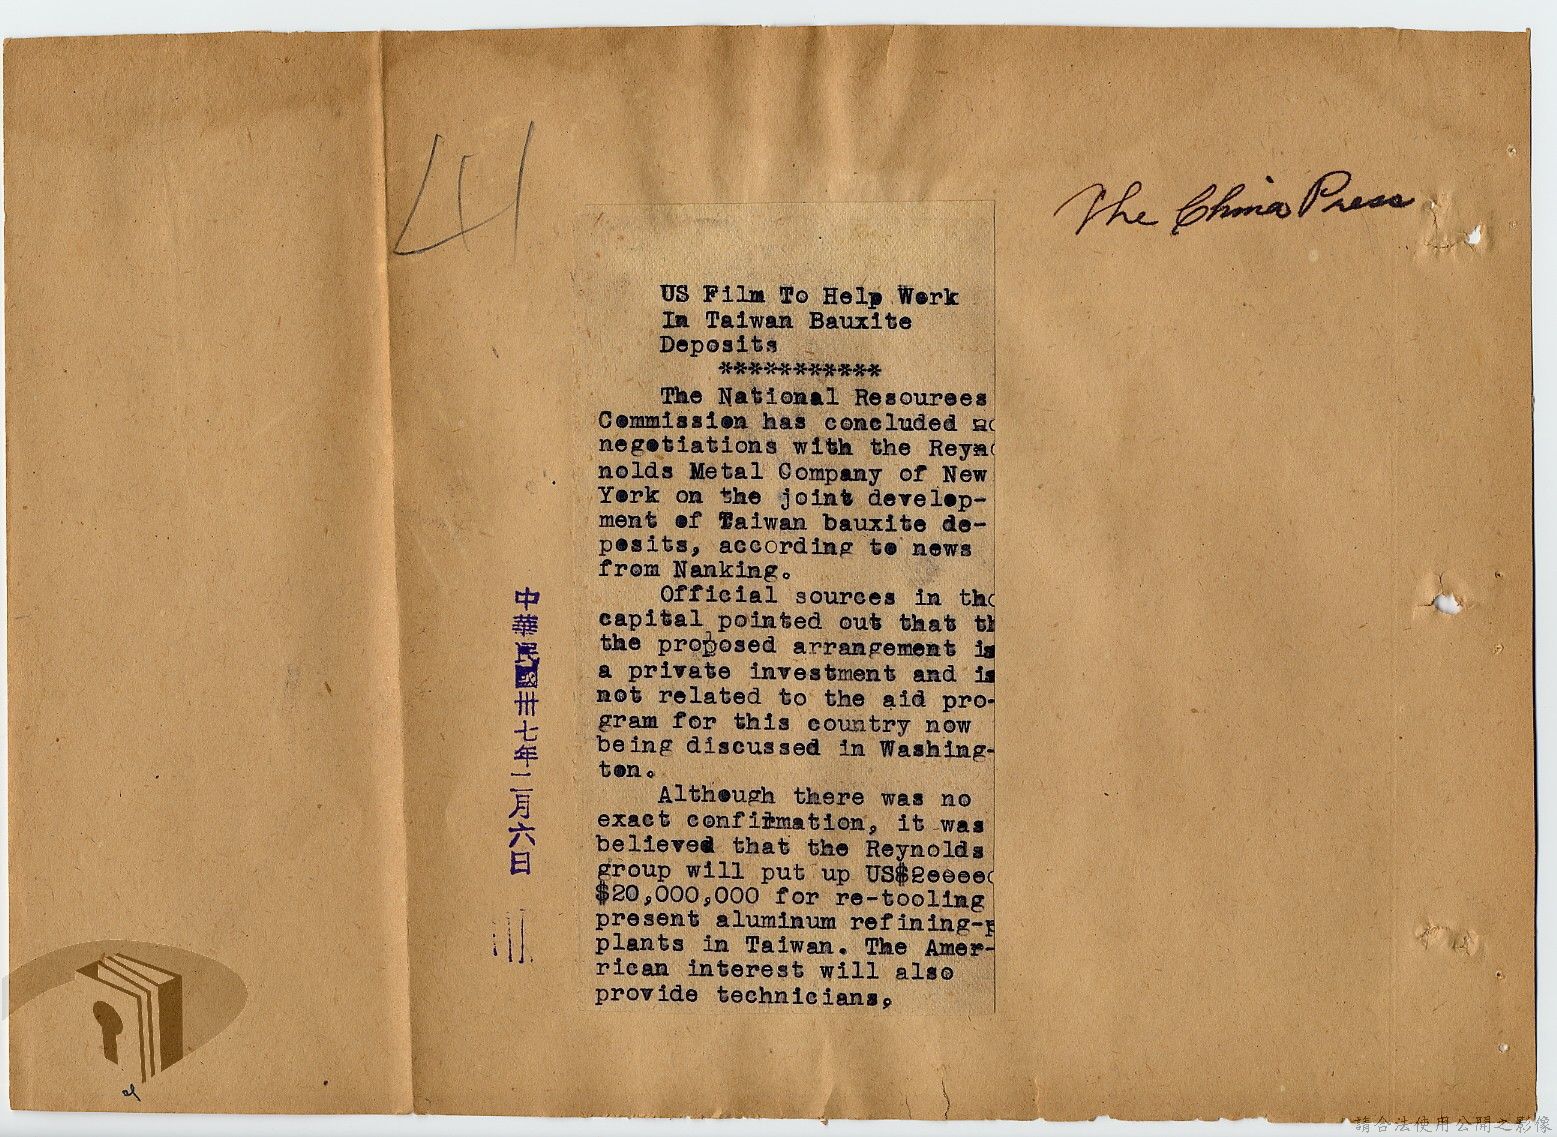 41
The China Press
US Film To Help Work
In Taiwan Bauxite
Deposits
***********
The National Resources
Commission has concluded
negotiations with the Reyn
nolds Metal Company of New
York on the joint develop-
ment of Taiwan bauxite de-
posits, according to news
from Nanking.
Official sources in the
capital pointed out that th
the proposed arrangement is
a private investment and is
not related to the aid pro-
gram for this country now
being discussed in Washing-
ton.
Although there was no
exact confirmation, it was
believed that the Reynolds
group will put up US$20000
$20,000,000 for re-tooling
present aluminum refining-p
plants in Taiwan. The Amer-
rican interest will also
provide technicians,
中華民國卅七年二月六日
請合法使用公開之影像